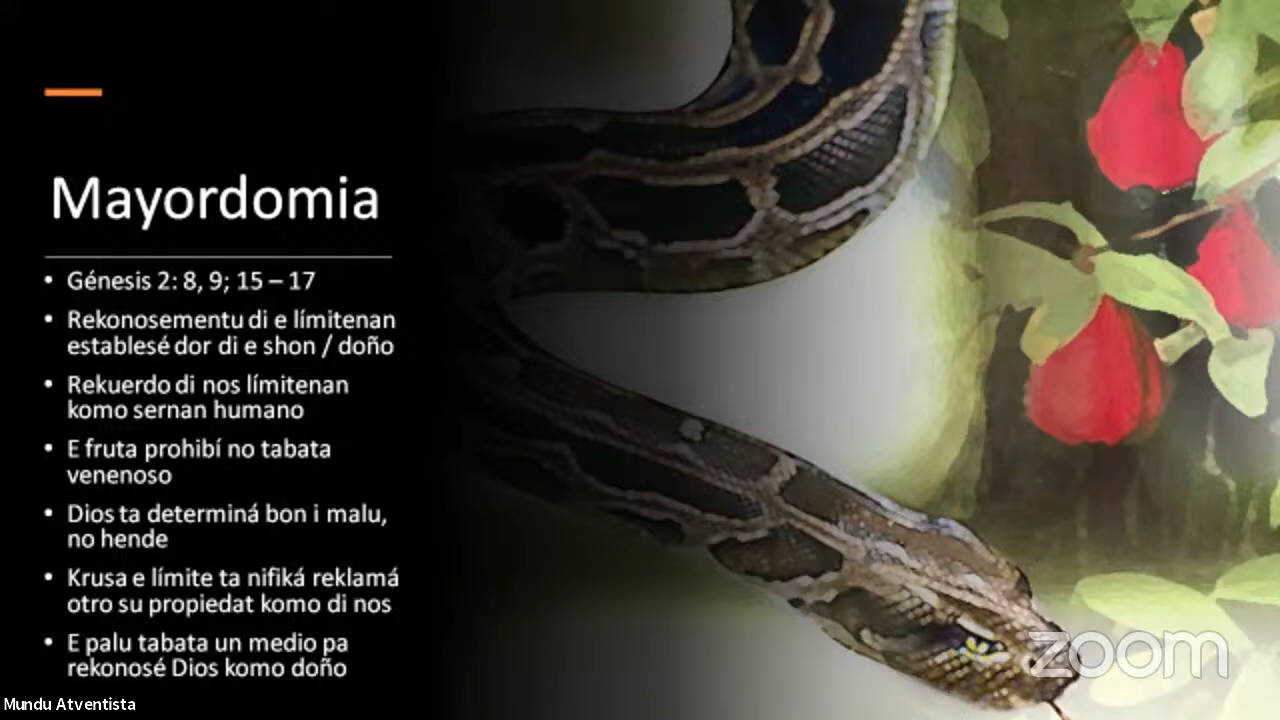 Mayordomia
• Génesis 2: 8, 9; 15 – 17
• Rekonosementu di e límitenan
establesé dor di e shon / doño
• Rekuerdo di nos límitenan
komo sernan humano
• E fruta prohibí no tabata
venenoso
• Dios ta determiná bon i malu,
no hende
• Krusa e límite ta nifiká reklamá
otro su propiedat komo di nos
• E palu tabata un medio pa
rekonosé Dios komo doño
zoom
Mundu Atventista